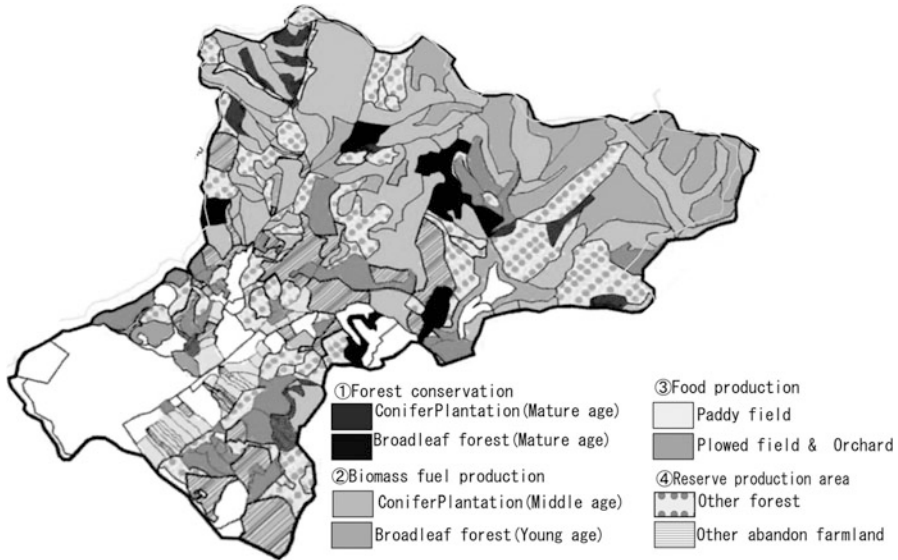 ①Forest conservation
ConiferPlantation(Mature age)
Broadleaf forest(Mature age)
②Biomass fuel production
ConiferPlantation(Middle age)
Broadleaf forest(Young age)
③Food production
Paddy field
Plowed field & Orchard
④Reserve production area
Other forest
Other abandon farmland